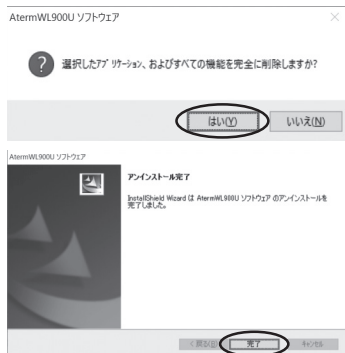 AtermWL900U ソフトウェア
選択したアプリケーション、およびすべての機能を完全に削除しますか?
はい(Y) いいえ(N)
AtermWL900U ソフトウェア
アンインストール完了
InstallShield Wizard は AtermWL900U ソフトウェア のアンインストールを
完了しました。
< 戻る(B) 完了 キャンセル